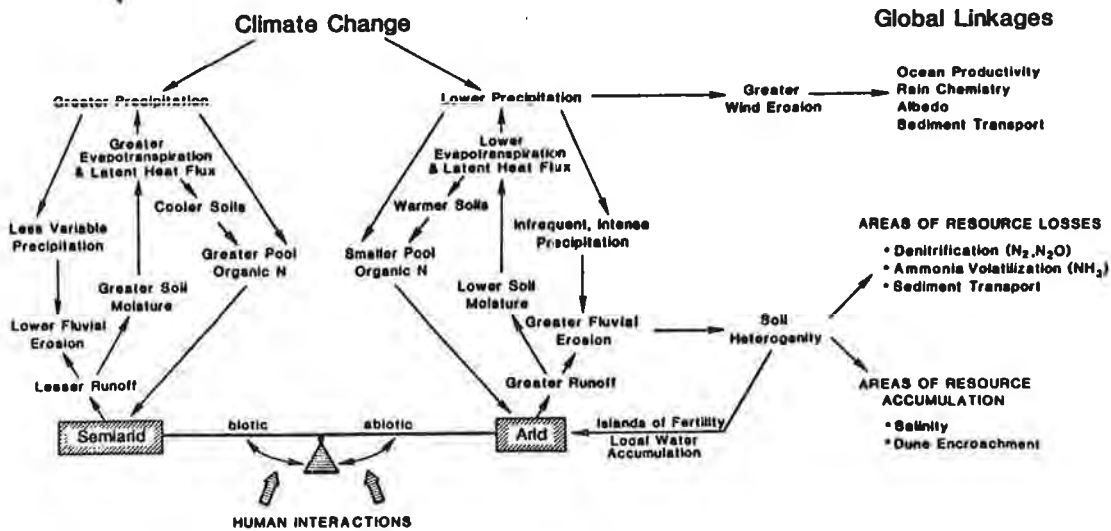 Climate Change
Global Linkages
Greater Precipitation
Lower Precipitation
Greater
Wind Erosion
Ocean Productivity
Rain Chemistry
Albedo
Sediment Transport
Greater
Evapotranspiration
& Latent Heat Flux
Lower
Evapotranspiration
& Latent Heat Flux
Cooler Soils
Warmer Soils
Less Variable
Precipitation
Greater Pool
Organic N
Smaller Pool
Organic N
Infrequent, Intense
Precipitation
AREAS OF RESOURCE LOSSES
• Denitrification (N₂,N₂O)
• Ammonia Volatilization (NH₃)
• Sediment Transport
Greater Soil
Moisture
Lower Soil
Moisture
Lower Fluvial
Erosion
Greater Fluvial
Erosion
Soil
Heterogenity
Lesser Runoff
Greater Runoff
AREAS OF RESOURCE
ACCUMULATION
• Salinity
• Dune Encroachment
Semiarid
biotic
abiotic
Arid
Islands of Fertility
Local Water
Accumulation
HUMAN INTERACTIONS